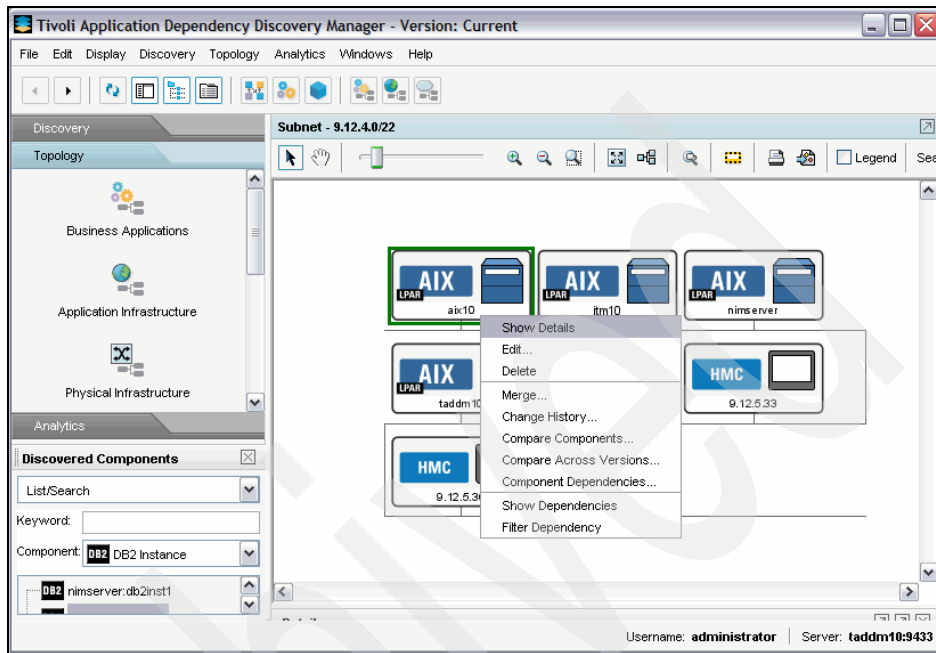 Tivoli Application Dependency Discovery Manager - Version: Current
File Edit Display Discovery Topology Analytics Windows Help
Discovery
Topology
Business Applications
Application Infrastructure
Physical Infrastructure
Analytics
Discovered Components
List/Search
Keyword:
Component: DB2 DB2 Instance
DB2 nimserver:db2inst1
Subnet - 9.12.4.0/22
Legend
AIX LPAR aix10
AIX LPAR itm10
AIX LPAR nimserver
AIX LPAR taddm10
HMC 9.12.5.33
HMC
Show Details
Edit...
Delete
Merge...
Change History...
Compare Components...
Compare Across Versions...
Component Dependencies...
Show Dependencies
Filter Dependency
Username: administrator
Server: taddm10:9433